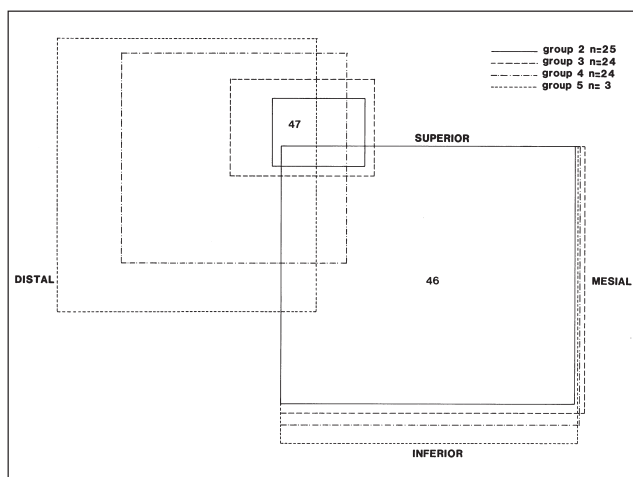 group 2 n=25
group 3 n=24
group 4 n=24
group 5 n= 3
47
SUPERIOR
DISTAL
46
MESIAL
INFERIOR